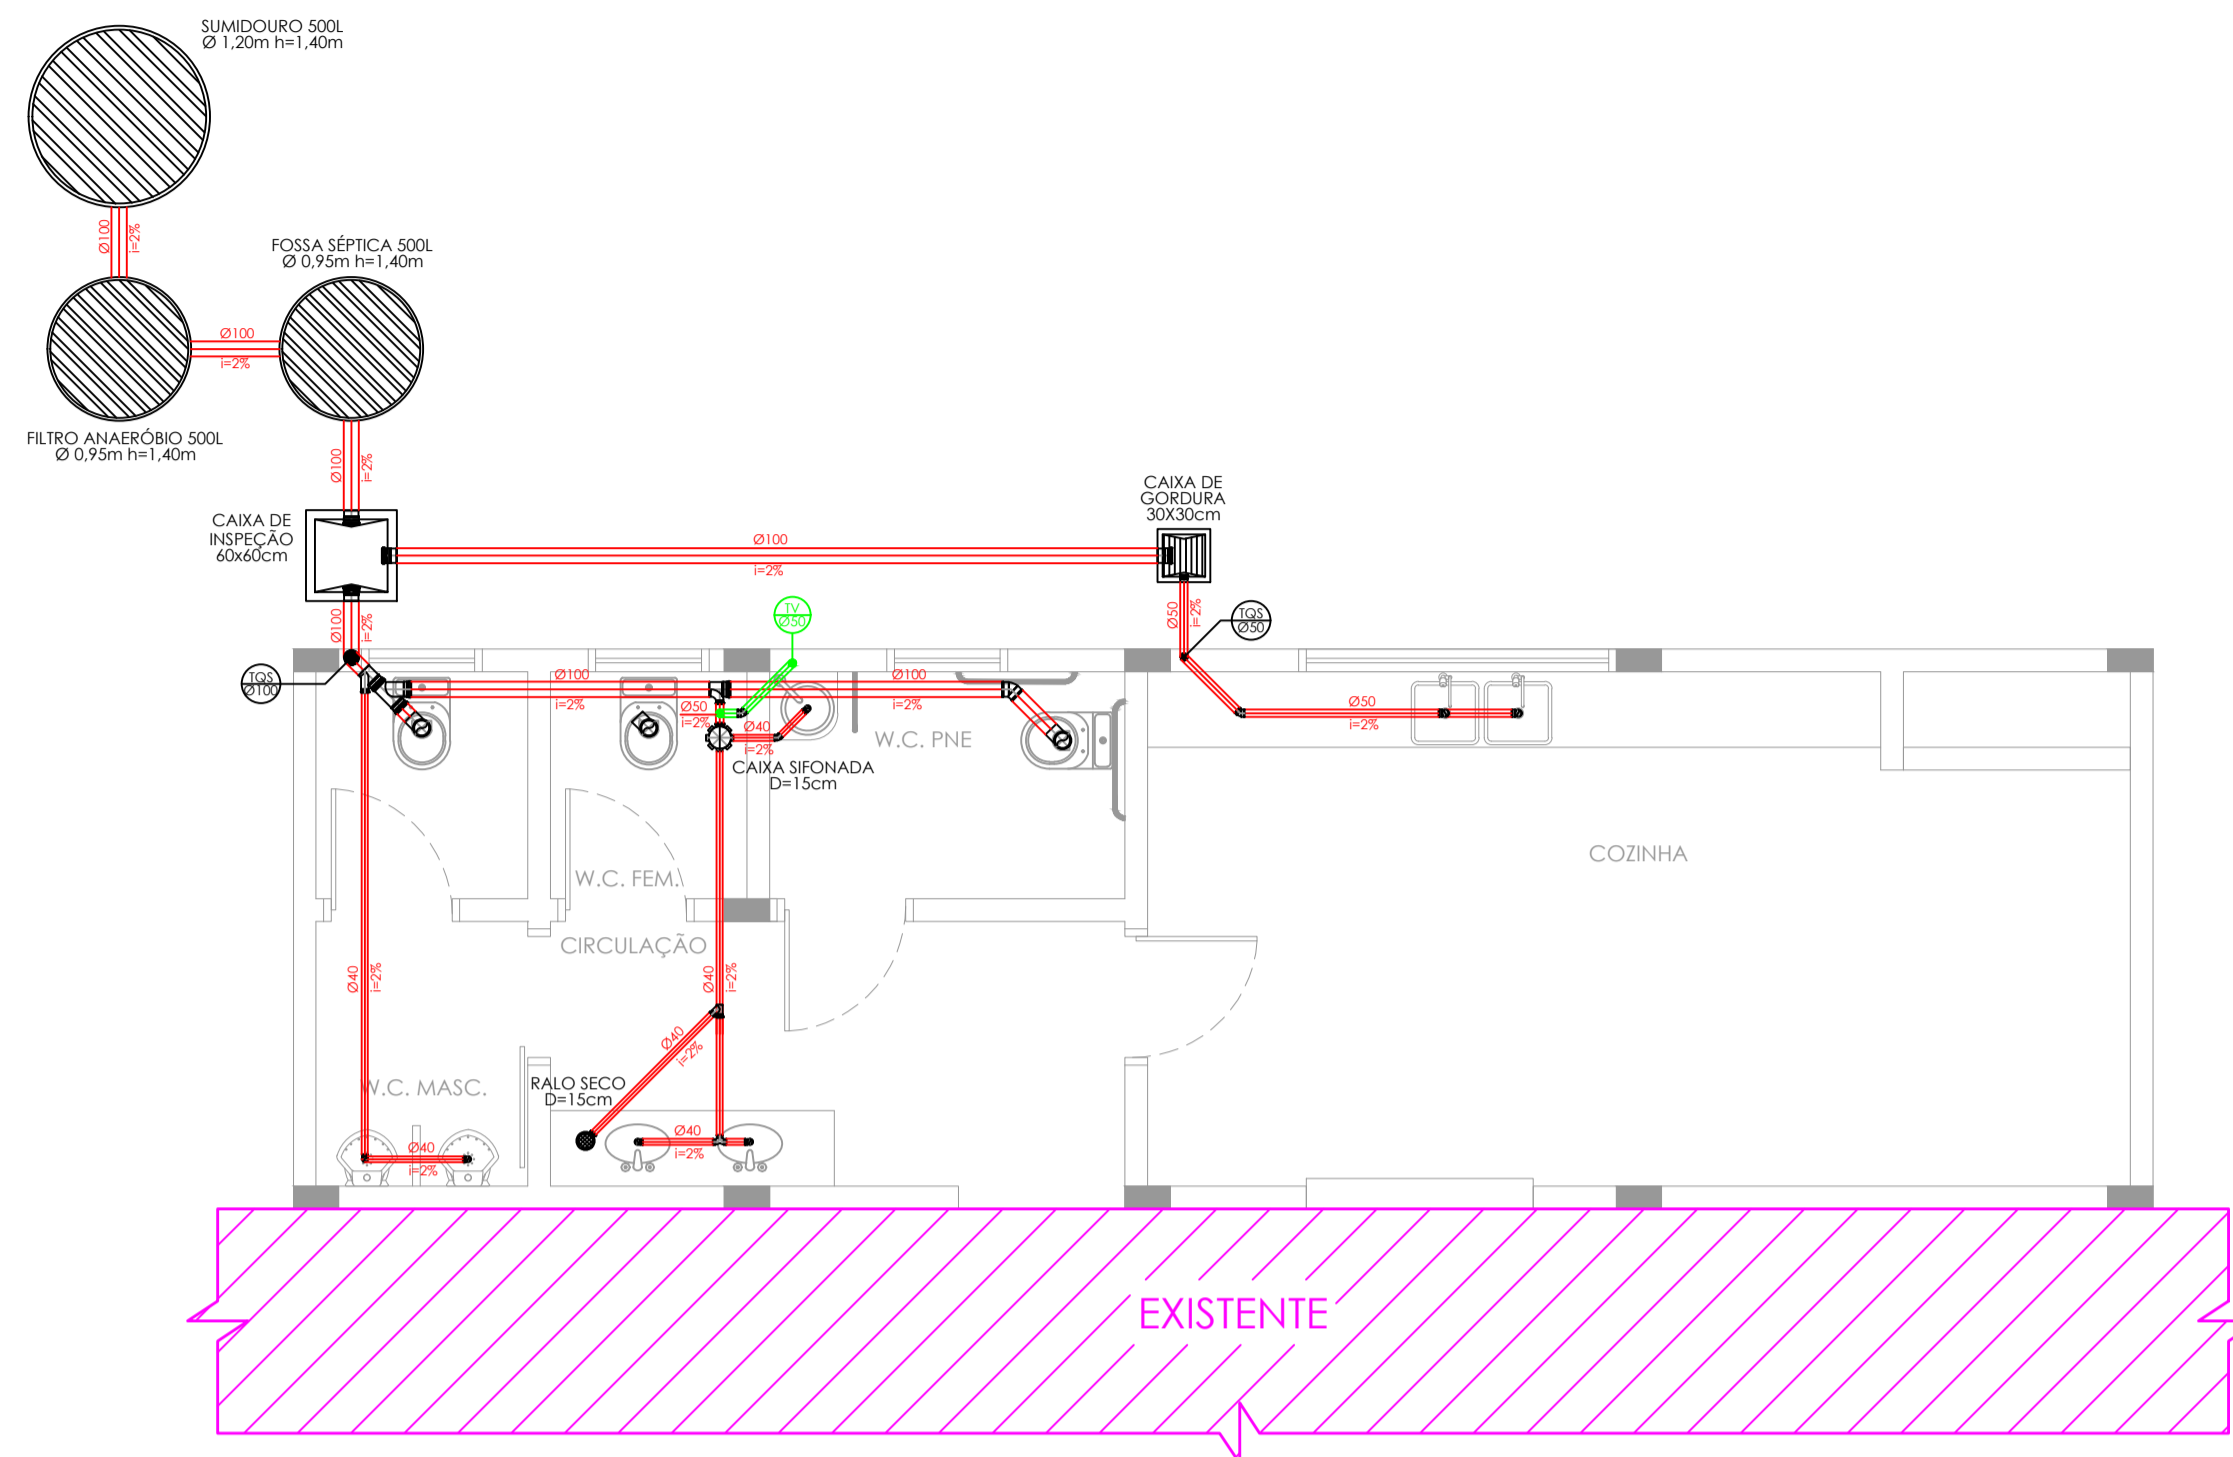 SUMIDOURO 500L
Ø 1,20m h=1,40m
Ø100
i=2%
FOSSA SÉPTICA 500L
Ø 0,95m h=1,40m
Ø100
i=2%
FILTRO ANAERÓBIO 500L
Ø 0,95m h=1,40m
Ø100
i=2%
CAIXA DE
INSPEÇÃO
60x60cm
CAIXA DE
GORDURA
30X30cm
Ø100
i=2%
Ø100
i=2%
TV
Ø50
Ø50
i=2%
TQS
Ø50
TQS
Ø100
Ø100
i=2%
Ø100
i=2%
Ø50
i=2%
Ø40
i=2%
W.C. PNE
Ø50
i=2%
CAIXA SIFONADA
D=15cm
COZINHA
W.C. FEM.
CIRCULAÇÃO
Ø40
i=2%
Ø40
i=2%
Ø40
i=2%
W.C. MASC.
RALO SECO
D=15cm
Ø40
i=2%
Ø40
i=2%
EXISTENTE